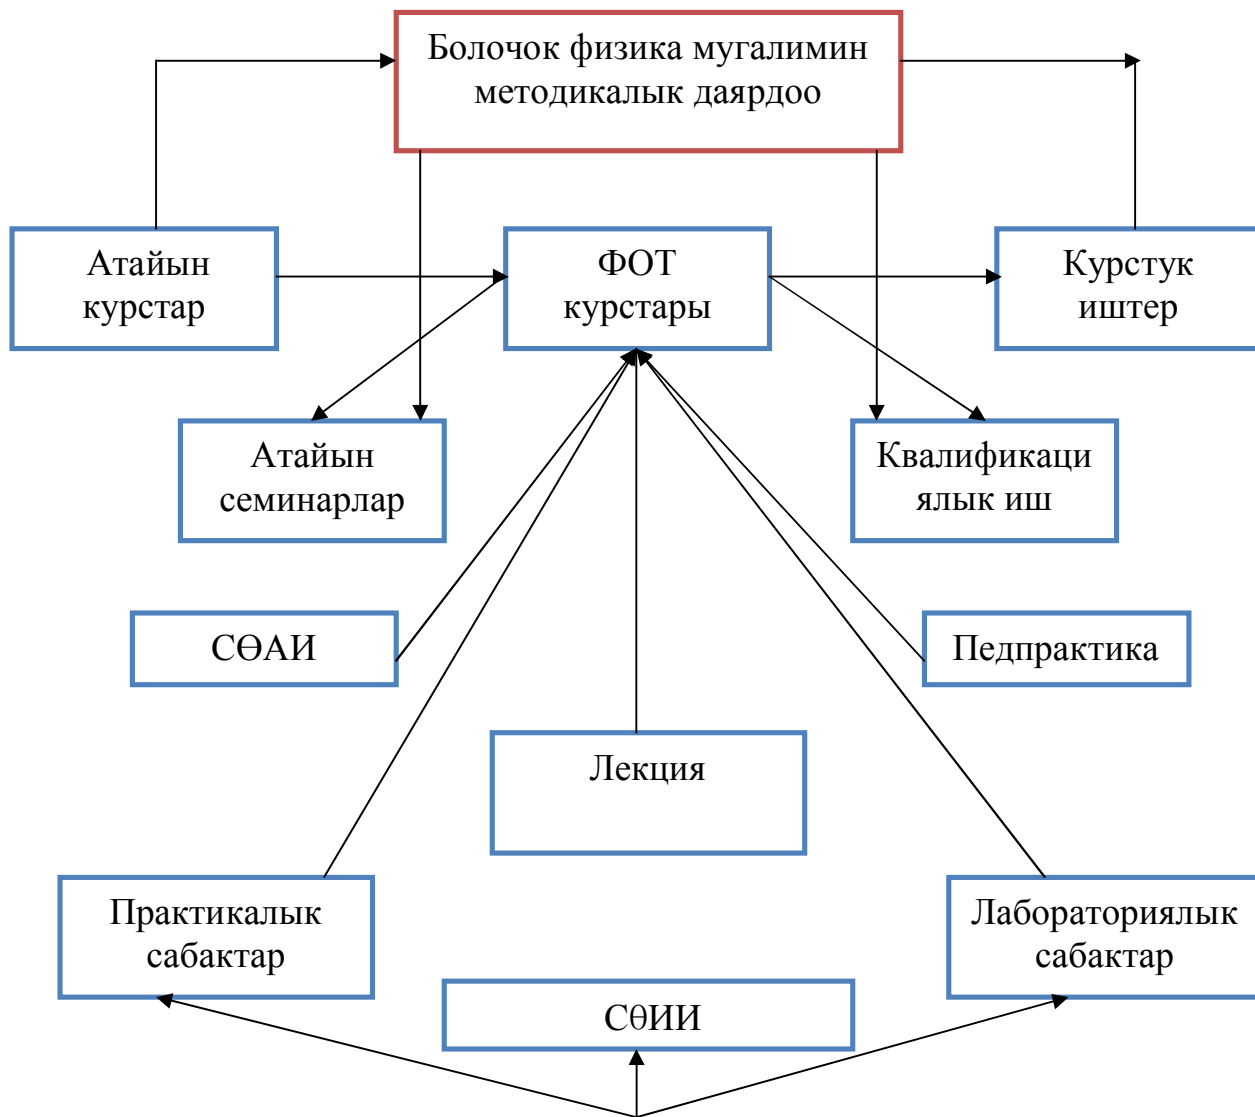 Болочок физика мугалимин
методикалык даярдоо
Атайын
курстар
ФОТ
курстары
Курстук
иштер
Атайын
семинарлар
Квалификаци
ялык иш
СӨАИ
Педпрактика
Лекция
Практикалык
сабактар
Лабораториялык
сабактар
СӨИИ